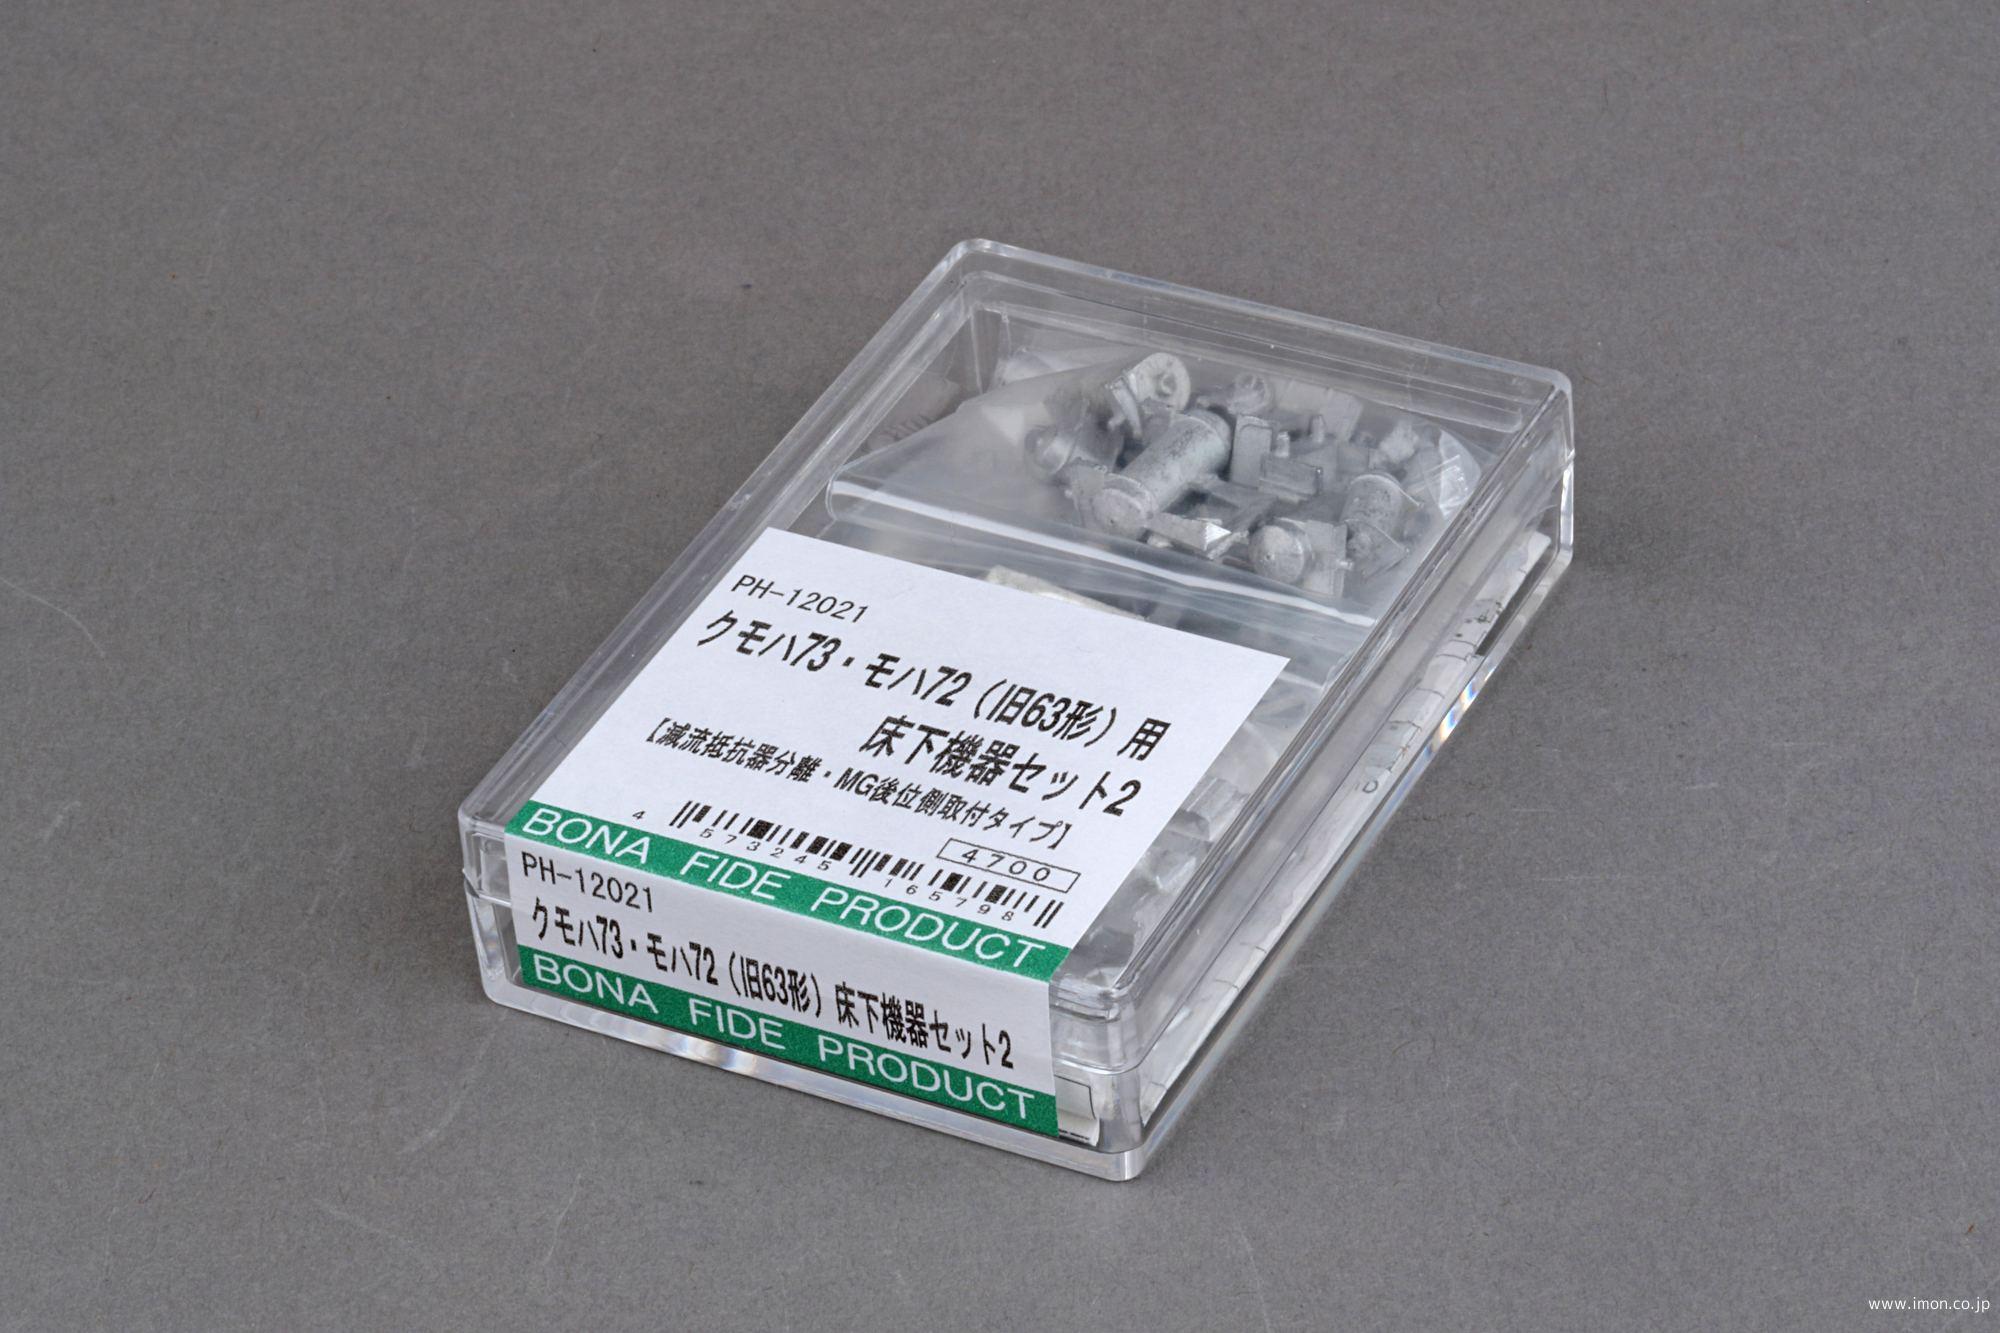 PH-12021
クモハ73・モハ72（旧63形）用
床下機器セット2
【減流抵抗器分離・MG後位側取付タイプ】
4700
4 573245 165798
BONA FIDE PRODUCT
PH-12021
クモハ73・モハ72（旧63形）床下機器セット2
BONA FIDE PRODUCT
www.imon.co.jp